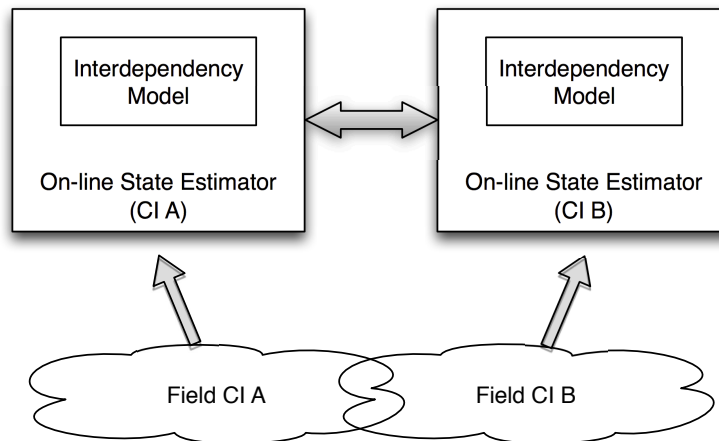 Interdependency
Model
On-line State Estimator
(CI A)
Interdependency
Model
On-line State Estimator
(CI B)
Field CI A
Field CI B